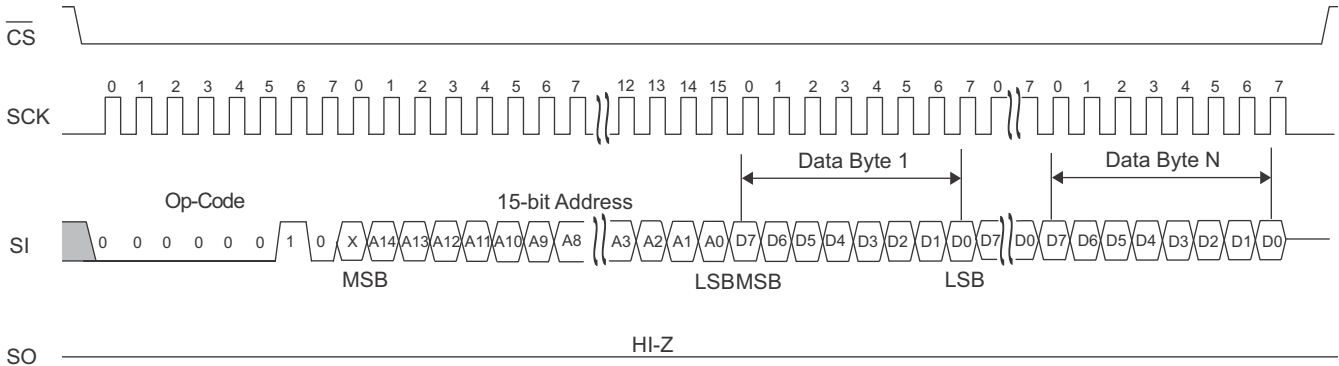 CS
0 1 2 3 4 5 6 7 0 1 2 3 4 5 6 7 12 13 14 15 0 1 2 3 4 5 6 7 0 7 0 1 2 3 4 5 6 7
SCK
Data Byte 1 Data Byte N
Op-Code 15-bit Address
SI 0 0 0 0 0 0 1 0 X A14 A13 A12 A11 A10 A9 A8 A3 A2 A1 A0 D7 D6 D5 D4 D3 D2 D1 D0 D7 D0 D7 D6 D5 D4 D3 D2 D1 D0
MSB LSB MSB LSB
SO HI-Z